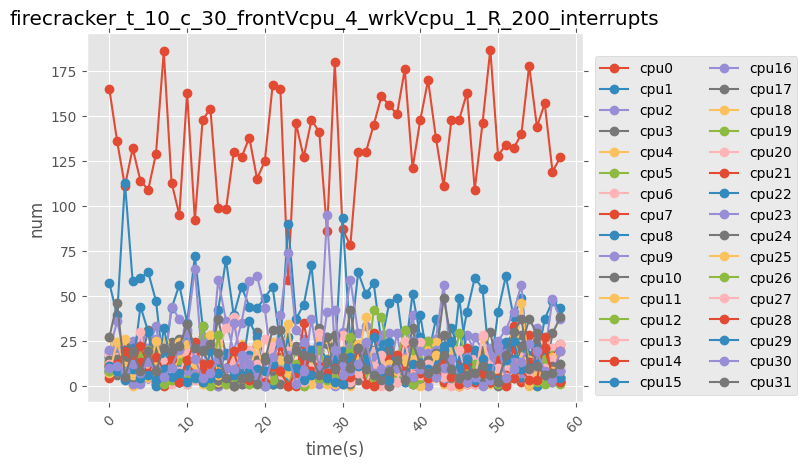 firecracker_t_10_c_30_frontVcpu_4_wrkVcpu_1_R_200_interrupts
175
150
125
100
75
50
25
0
num
0
10
20
30
40
50
60
time(s)
cpu0
cpu1
cpu2
cpu3
cpu4
cpu5
cpu6
cpu7
cpu8
cpu9
cpu10
cpu11
cpu12
cpu13
cpu14
cpu15
cpu16
cpu17
cpu18
cpu19
cpu20
cpu21
cpu22
cpu23
cpu24
cpu25
cpu26
cpu27
cpu28
cpu29
cpu30
cpu31